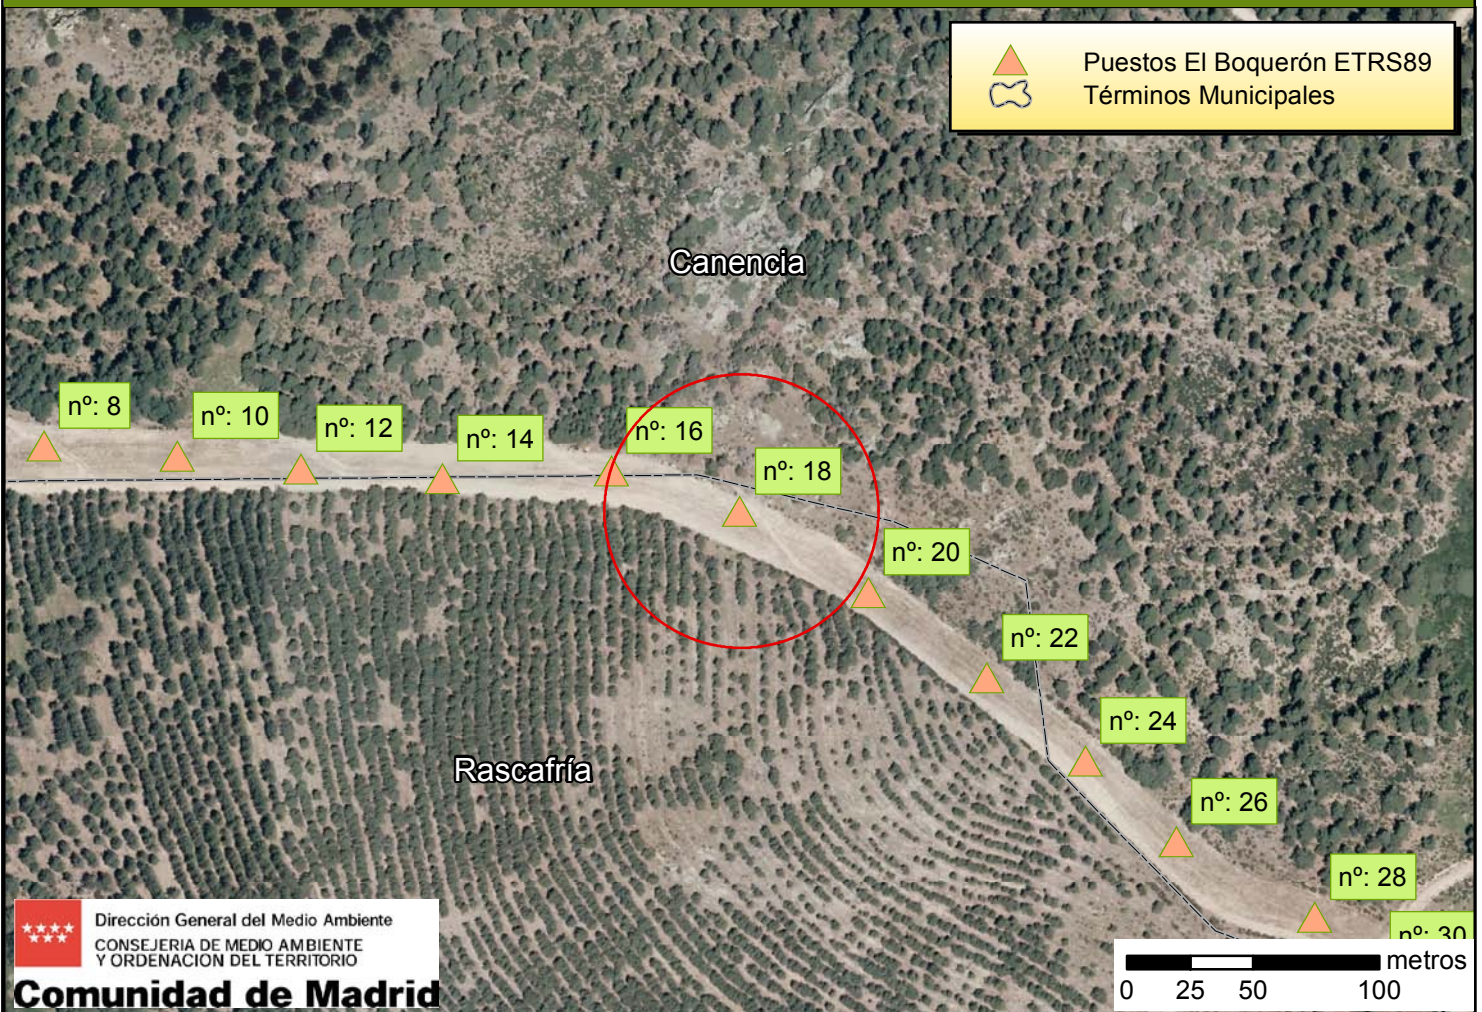 Puestos El Boquerón ETRS89
Términos Municipales
Canencia
nº: 8
nº: 10
nº: 12
nº: 14
nº: 16
nº: 18
nº: 20
nº: 22
nº: 24
nº: 26
nº: 28
nº: 30
Rascafría
Dirección General del Medio Ambiente
CONSEJERIA DE MEDIO AMBIENTE
Y ORDENACION DEL TERRITORIO
Comunidad de Madrid
metros
0 25 50 100